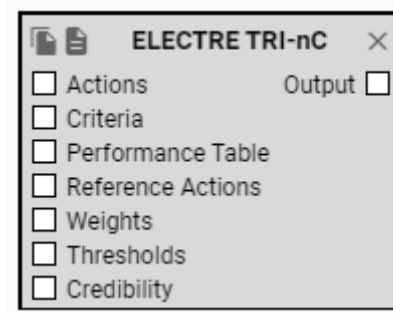 ELECTRE TRI-nC
Actions Output
Criteria
Performance Table
Reference Actions
Weights
Thresholds
Credibility